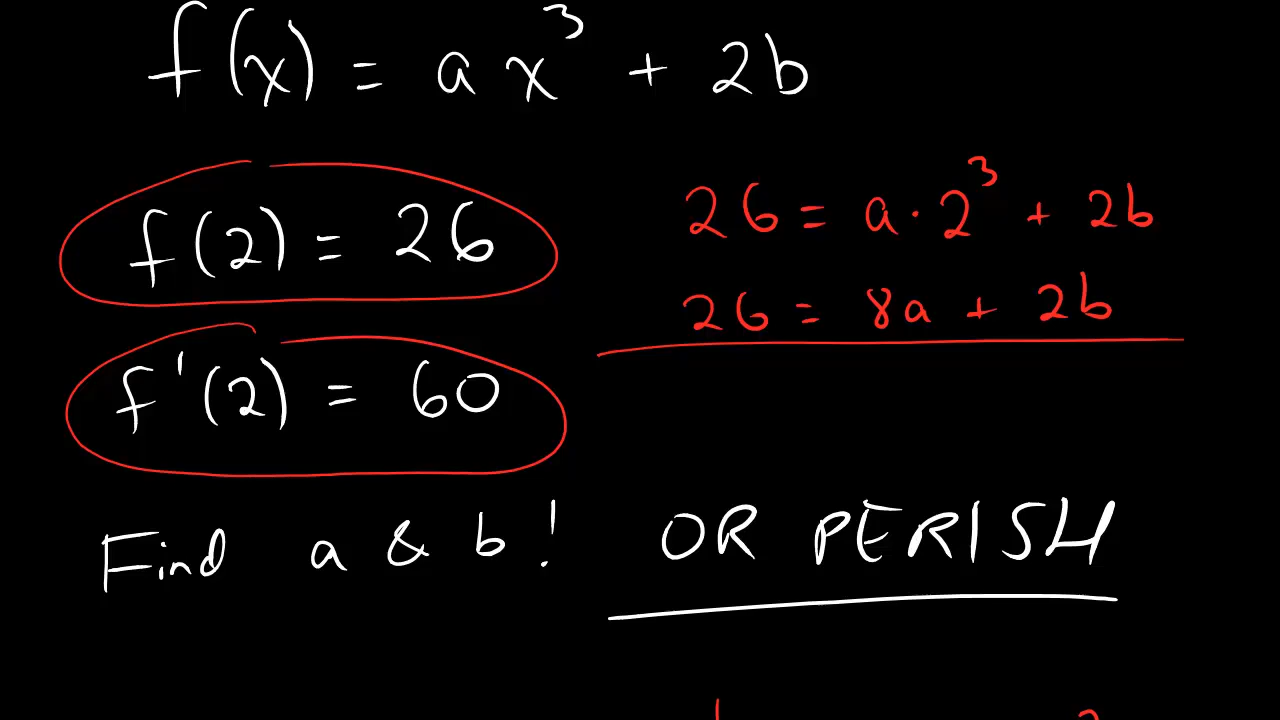 f(x) = ax³ + 2b
f(2) = 26
26 = a·2³ + 2b
26 = 8a + 2b
f'(2) = 60
Find a & b! OR PERISH